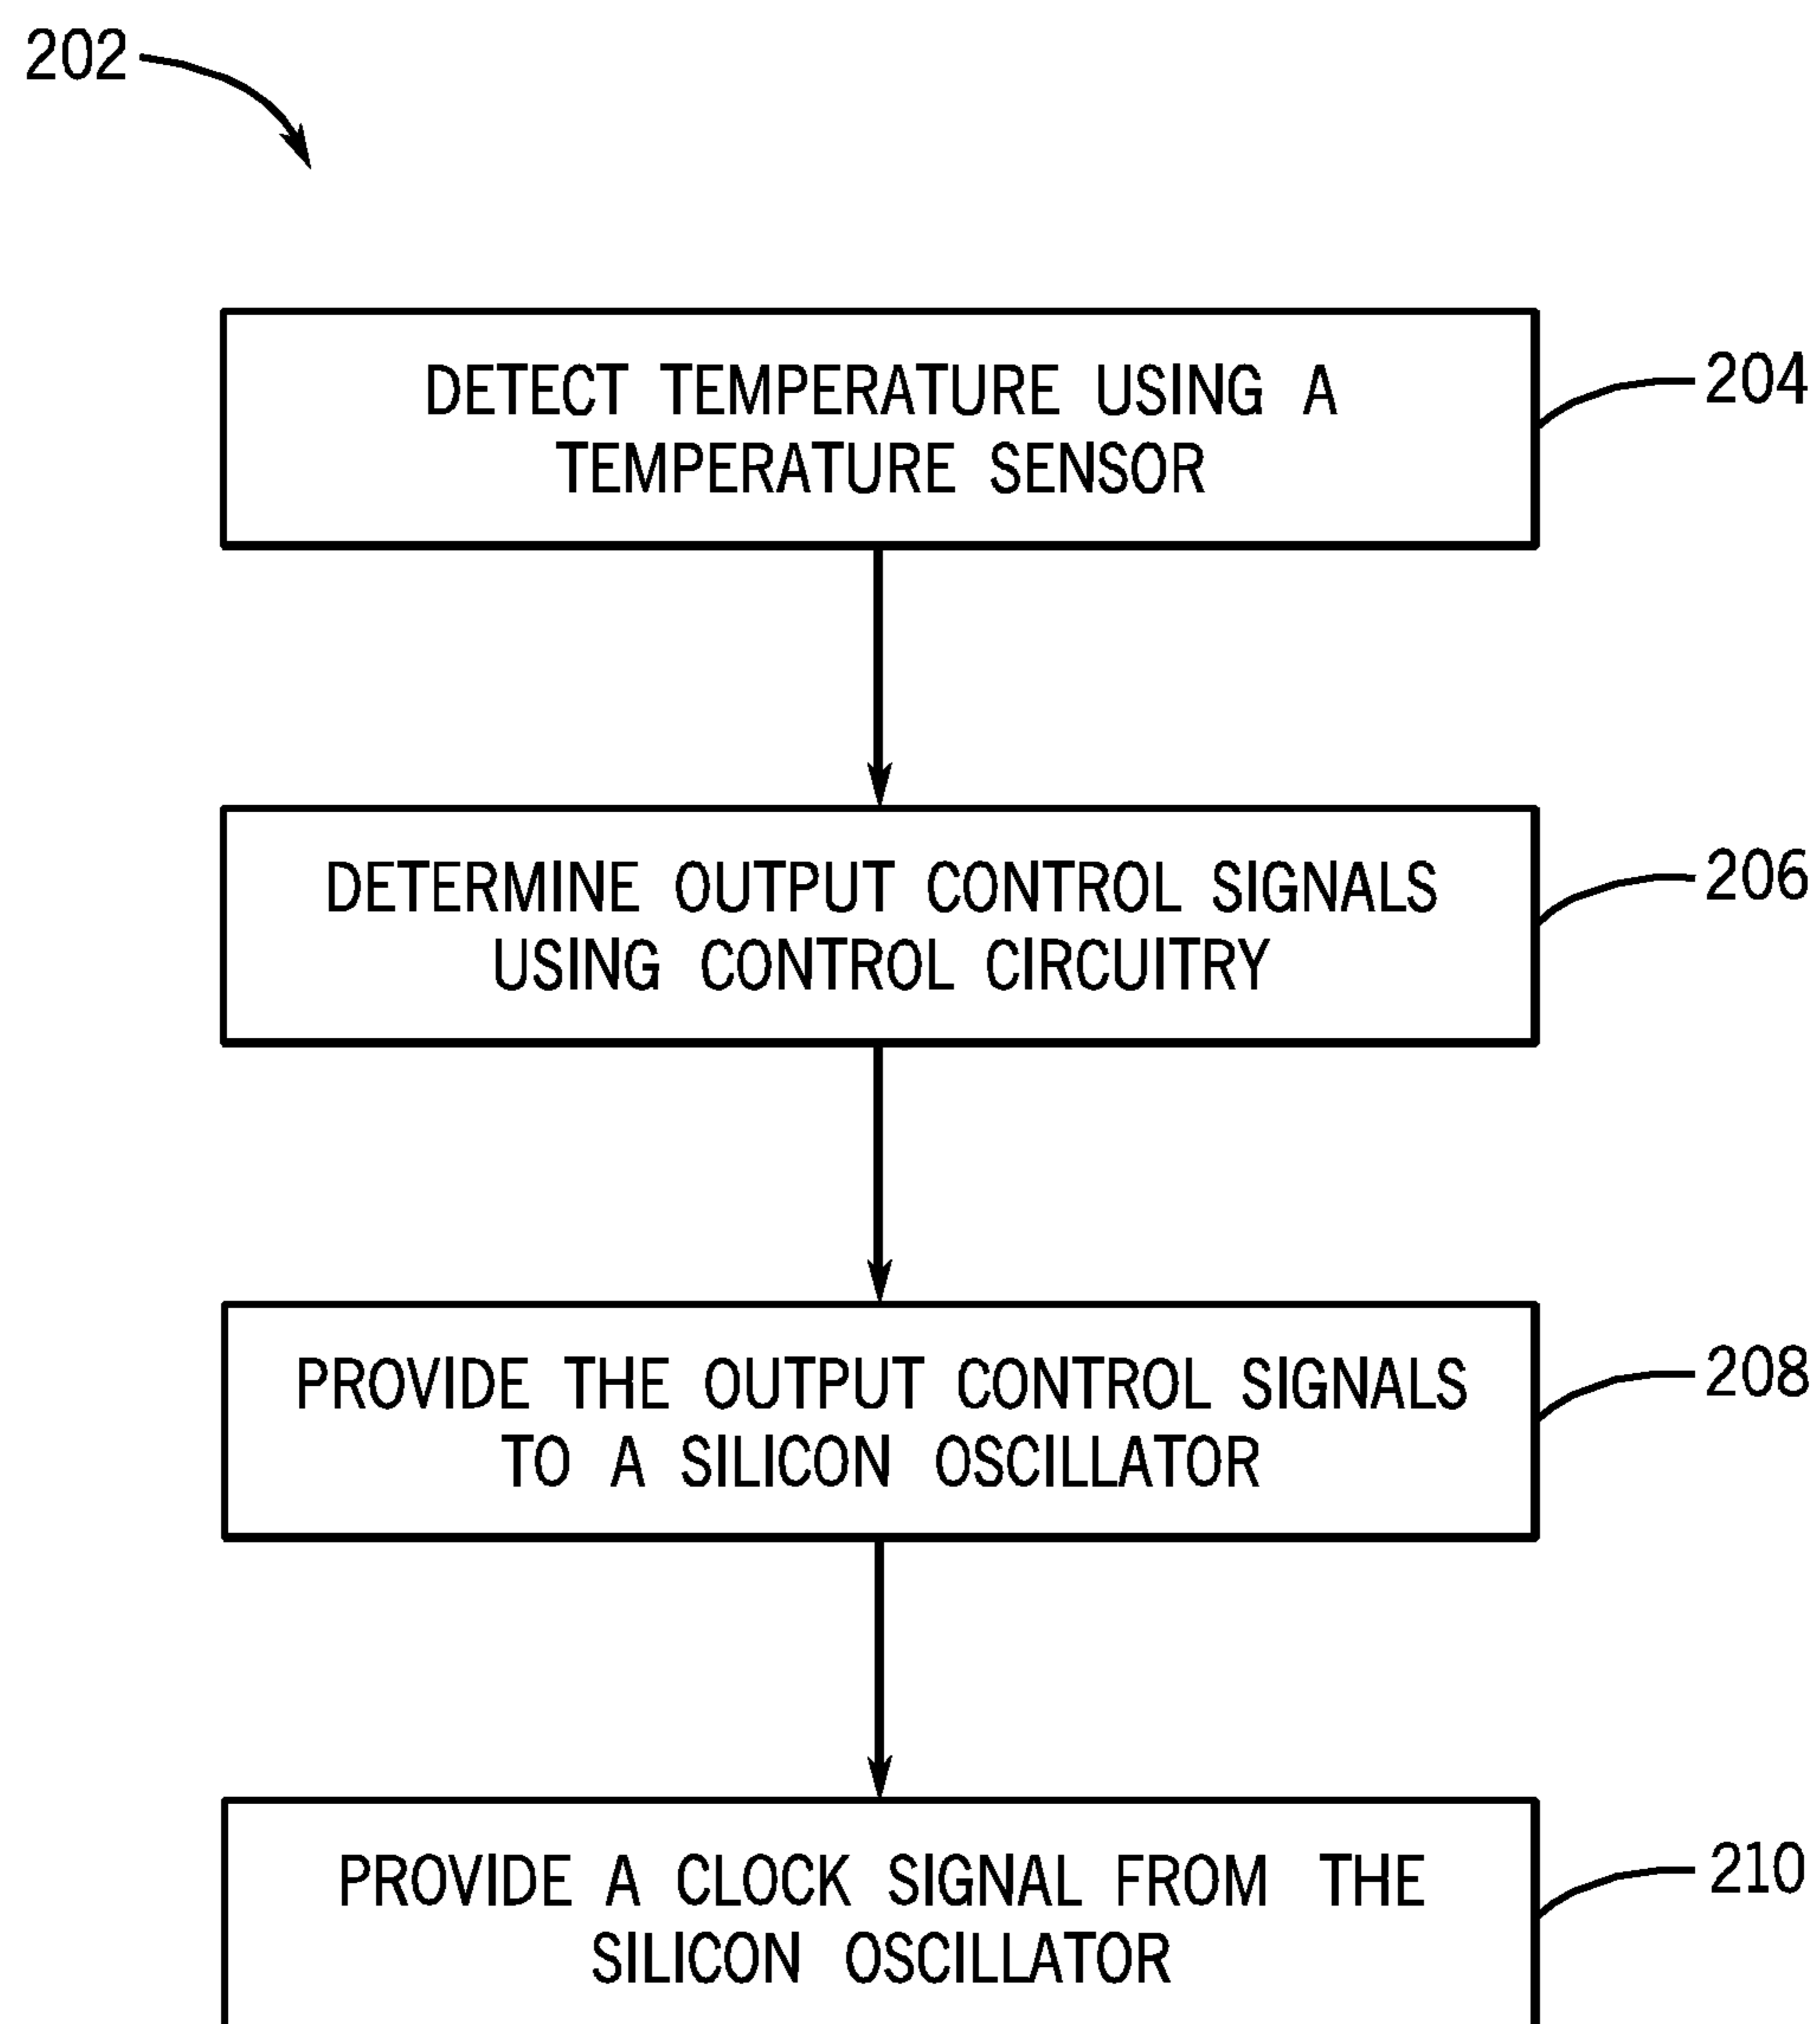 202
DETECT TEMPERATURE USING A
TEMPERATURE SENSOR
204
DETERMINE OUTPUT CONTROL SIGNALS
USING CONTROL CIRCUITRY
206
PROVIDE THE OUTPUT CONTROL SIGNALS
TO A SILICON OSCILLATOR
208
PROVIDE A CLOCK SIGNAL FROM THE
SILICON OSCILLATOR
210